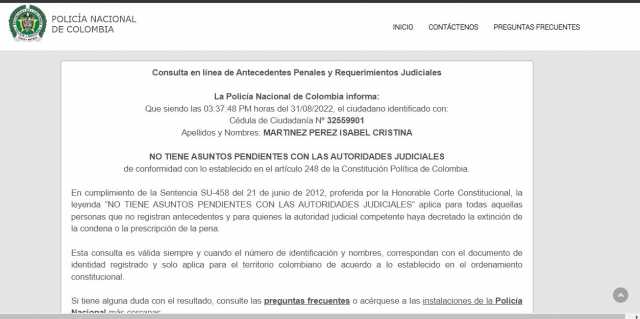 POLICÍA NACIONAL
DE COLOMBIA
INICIO CONTÁCTENOS PREGUNTAS FRECUENTES
Consulta en línea de Antecedentes Penales y Requerimientos Judiciales
La Policía Nacional de Colombia informa:
Que siendo las 03:37:48 PM horas del 31/08/2022, el ciudadano identificado con:
Cédula de Ciudadanía N° 32559901
Apellidos y Nombres: MARTINEZ PEREZ ISABEL CRISTINA
NO TIENE ASUNTOS PENDIENTES CON LAS AUTORIDADES JUDICIALES
de conformidad con lo establecido en el artículo 248 de la Constitución Política de Colombia.
En cumplimiento de la Sentencia SU-458 del 21 de junio de 2012, proferida por la Honorable Corte Constitucional, la
leyenda "NO TIENE ASUNTOS PENDIENTES CON LAS AUTORIDADES JUDICIALES" aplica para todas aquellas
personas que no registran antecedentes y para quienes la autoridad judicial competente haya decretado la extinción de
la condena o la prescripción de la pena.
Esta consulta es válida siempre y cuando el número de identificación y nombres, correspondan con el documento de
identidad registrado y solo aplica para el territorio colombiano de acuerdo a lo establecido en el ordenamiento
constitucional.
Si tiene alguna duda con el resultado, consulte las preguntas frecuentes o acérquese a las instalaciones de la Policía
Nacional más cercanas.